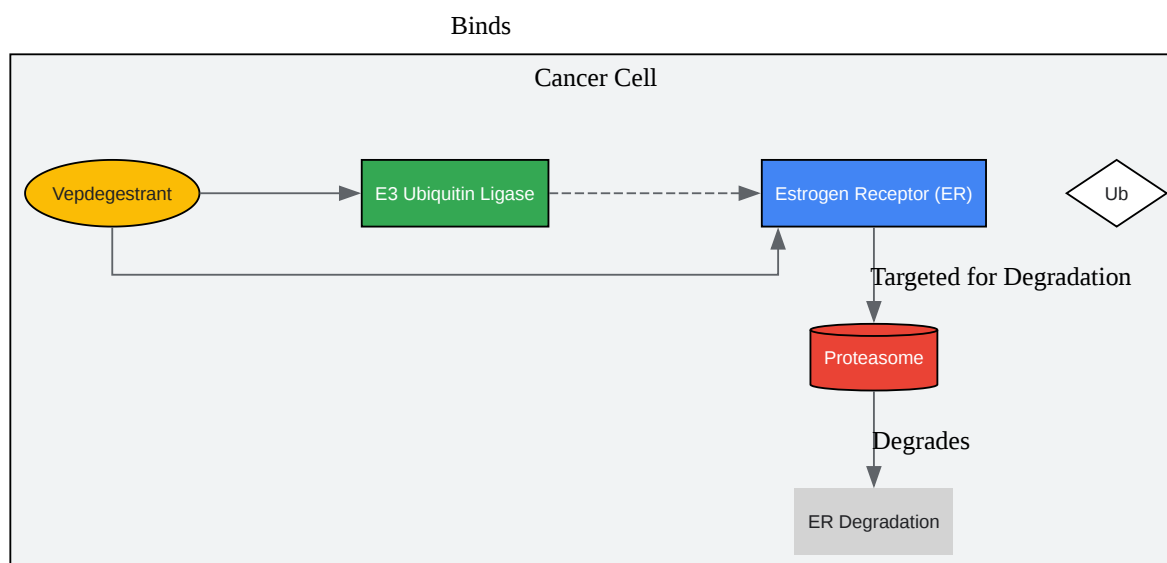 Binds
Cancer Cell
Vepdegestrant
E3 Ubiquitin Ligase
Estrogen Receptor (ER)
Ub
Targeted for Degradation
Proteasome
Degrades
ER Degradation